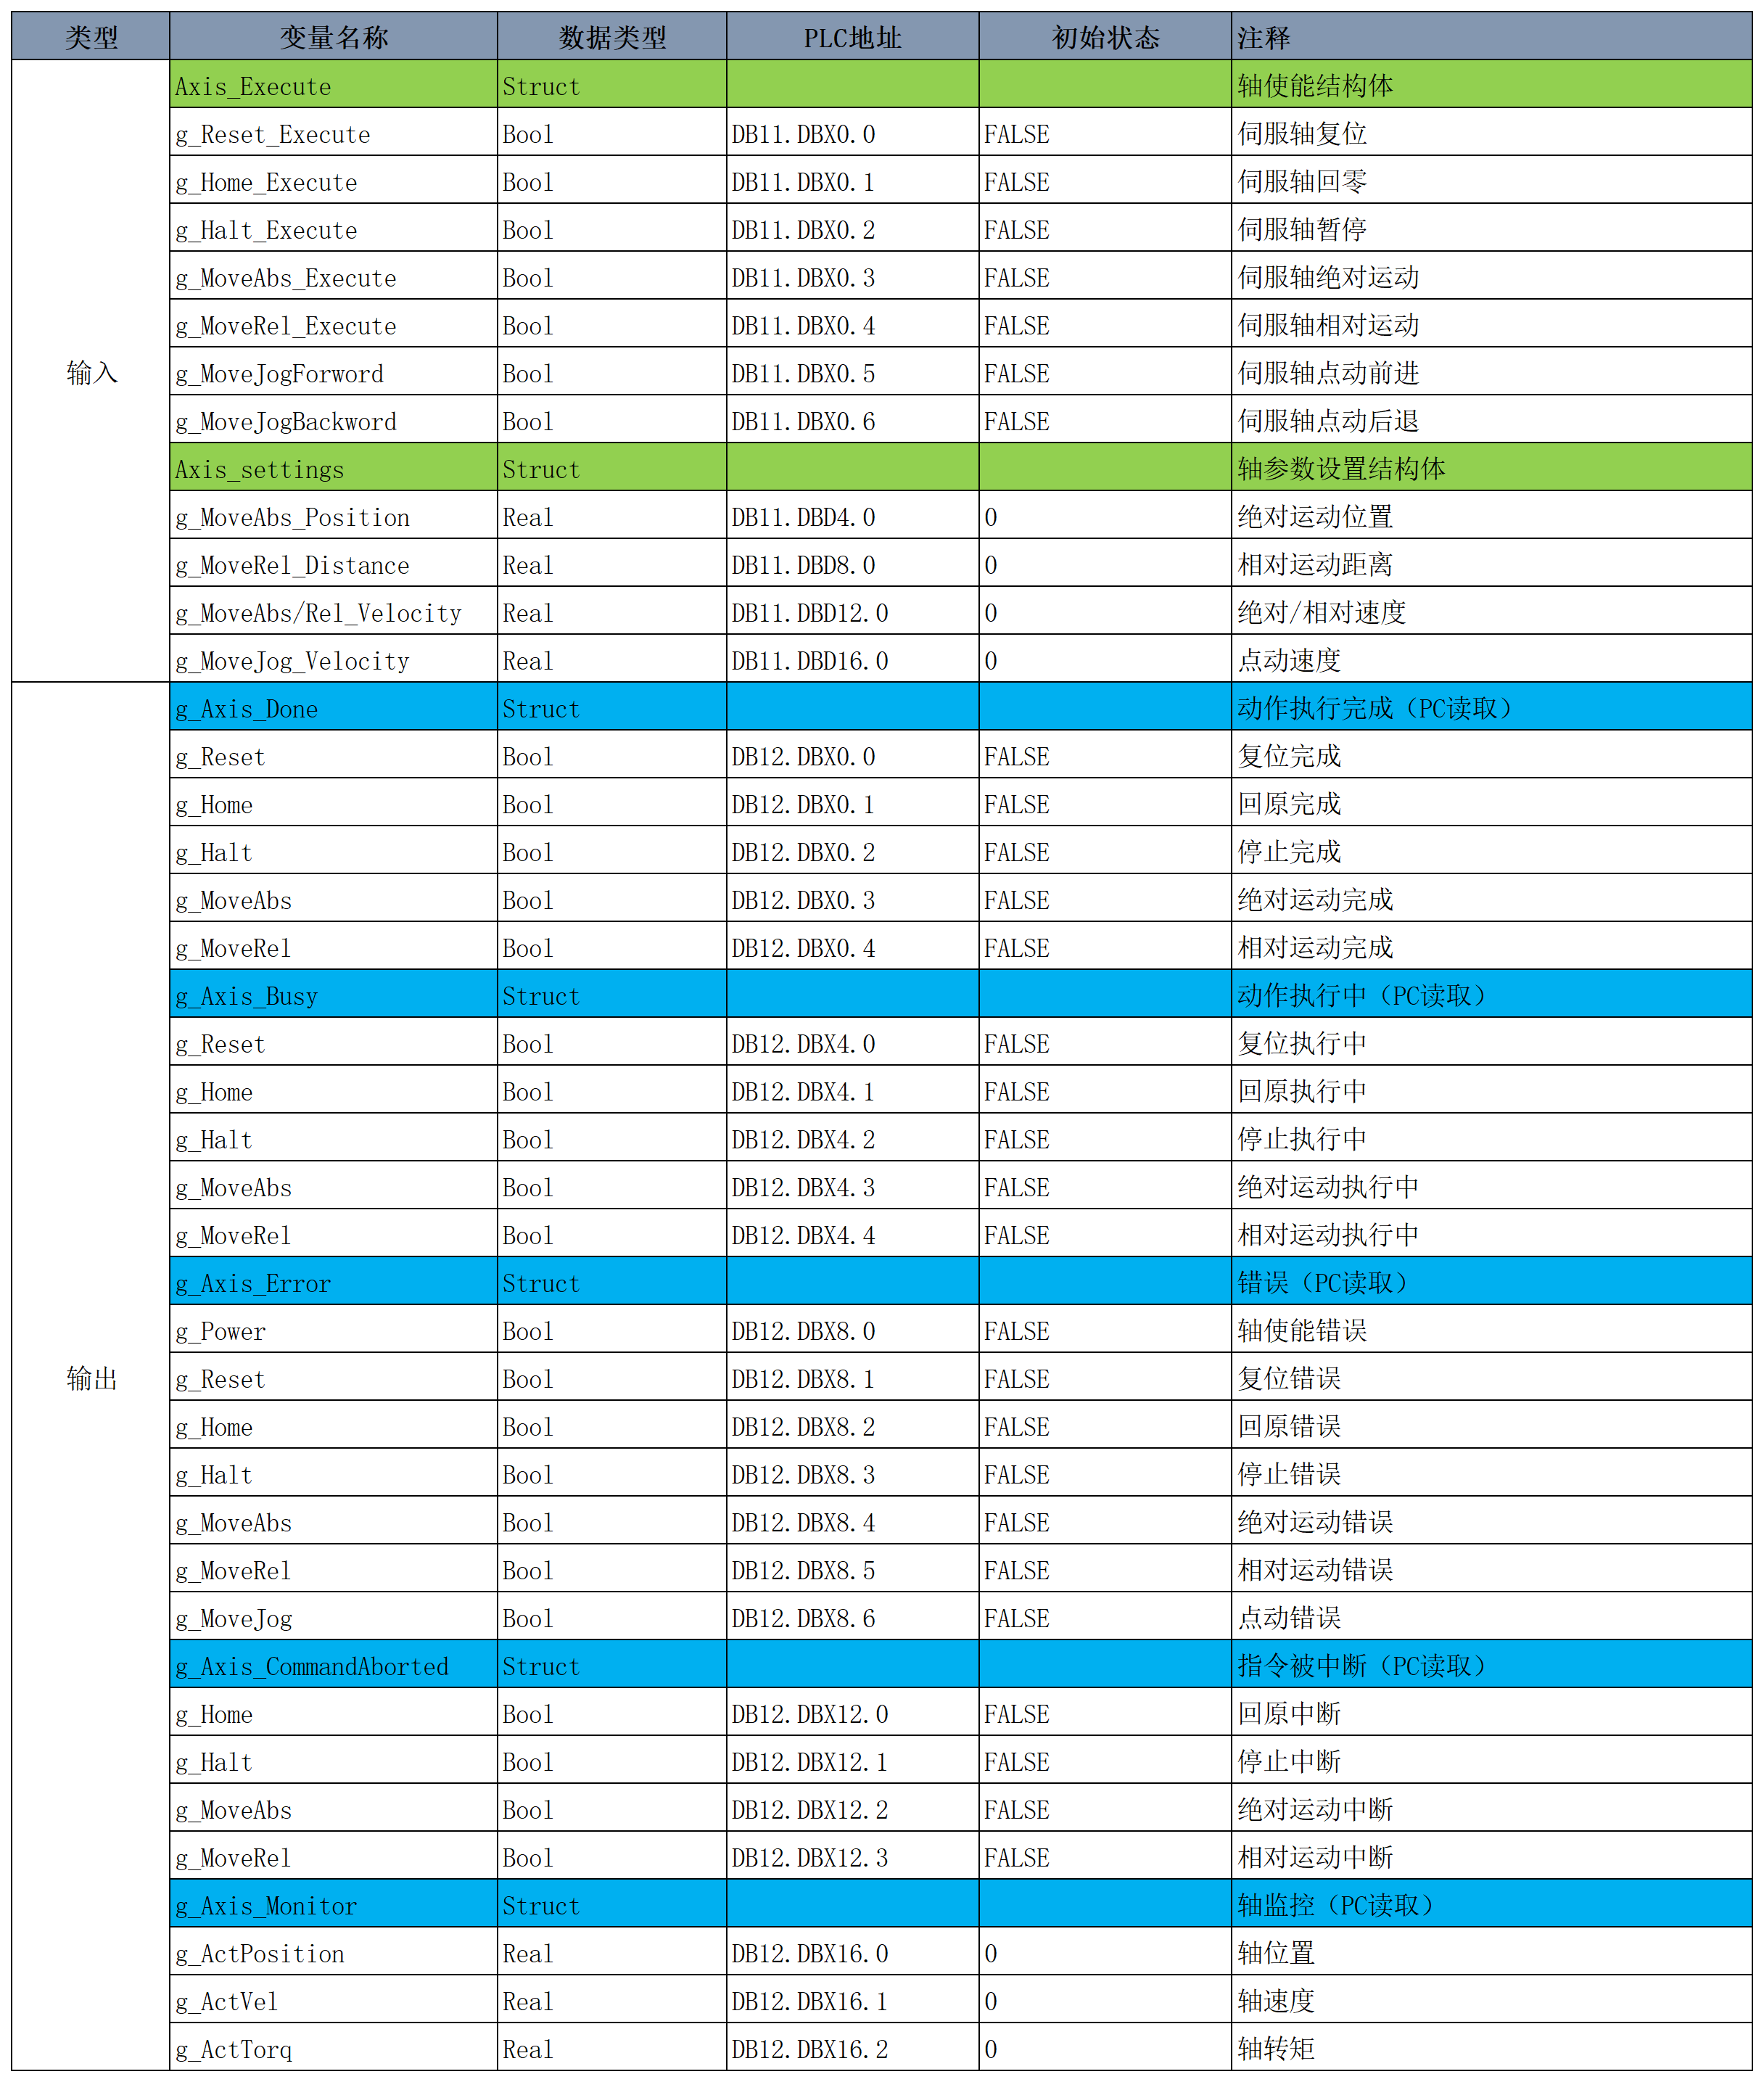 类型 变量名称 数据类型 PLC地址 初始状态 注释
输入
Axis_Execute Struct 轴使能结构体
g_Reset_Execute Bool DB11.DBX0.0 FALSE 伺服轴复位
g_Home_Execute Bool DB11.DBX0.1 FALSE 伺服轴回零
g_Halt_Execute Bool DB11.DBX0.2 FALSE 伺服轴暂停
g_MoveAbs_Execute Bool DB11.DBX0.3 FALSE 伺服轴绝对运动
g_MoveRel_Execute Bool DB11.DBX0.4 FALSE 伺服轴相对运动
g_MoveJogForword Bool DB11.DBX0.5 FALSE 伺服轴点动前进
g_MoveJogBackword Bool DB11.DBX0.6 FALSE 伺服轴点动后退
Axis_settings Struct 轴参数设置结构体
g_MoveAbs_Position Real DB11.DBD4.0 0 绝对运动位置
g_MoveRel_Distance Real DB11.DBD8.0 0 相对运动距离
g_MoveAbs/Rel_Velocity Real DB11.DBD12.0 0 绝对/相对速度
g_MoveJog_Velocity Real DB11.DBD16.0 0 点动速度
输出
g_Axis_Done Struct 动作执行完成（PC读取）
g_Reset Bool DB12.DBX0.0 FALSE 复位完成
g_Home Bool DB12.DBX0.1 FALSE 回原完成
g_Halt Bool DB12.DBX0.2 FALSE 停止完成
g_MoveAbs Bool DB12.DBX0.3 FALSE 绝对运动完成
g_MoveRel Bool DB12.DBX0.4 FALSE 相对运动完成
g_Axis_Busy Struct 动作执行中（PC读取）
g_Reset Bool DB12.DBX4.0 FALSE 复位执行中
g_Home Bool DB12.DBX4.1 FALSE 回原执行中
g_Halt Bool DB12.DBX4.2 FALSE 停止执行中
g_MoveAbs Bool DB12.DBX4.3 FALSE 绝对运动执行中
g_MoveRel Bool DB12.DBX4.4 FALSE 相对运动执行中
g_Axis_Error Struct 错误（PC读取）
g_Power Bool DB12.DBX8.0 FALSE 轴使能错误
g_Reset Bool DB12.DBX8.1 FALSE 复位错误
g_Home Bool DB12.DBX8.2 FALSE 回原错误
g_Halt Bool DB12.DBX8.3 FALSE 停止错误
g_MoveAbs Bool DB12.DBX8.4 FALSE 绝对运动错误
g_MoveRel Bool DB12.DBX8.5 FALSE 相对运动错误
g_MoveJog Bool DB12.DBX8.6 FALSE 点动错误
g_Axis_CommandAborted Struct 指令被中断（PC读取）
g_Home Bool DB12.DBX12.0 FALSE 回原中断
g_Halt Bool DB12.DBX12.1 FALSE 停止中断
g_MoveAbs Bool DB12.DBX12.2 FALSE 绝对运动中断
g_MoveRel Bool DB12.DBX12.3 FALSE 相对运动中断
g_Axis_Monitor Struct 轴监控（PC读取）
g_ActPosition Real DB12.DBX16.0 0 轴位置
g_ActVel Real DB12.DBX16.1 0 轴速度
g_ActTorq Real DB12.DBX16.2 0 轴转矩